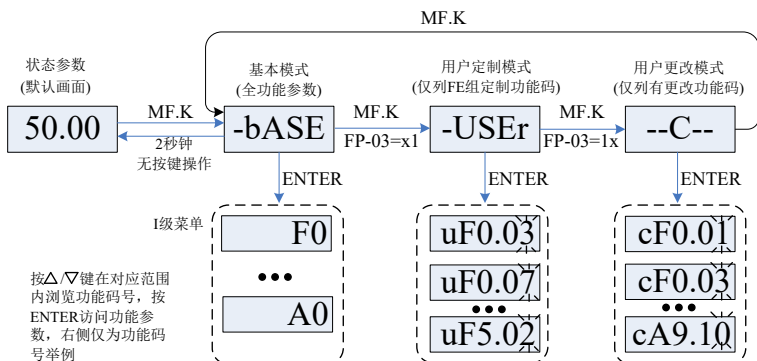 MF.K
状态参数
(默认画面)
基本模式
(全功能参数)
用户定制模式
(仅列FE组定制功能码)
用户更改模式
(仅列有更改功能码)
50.00
MF.K
2秒钟
无按键操作
-bASE
MF.K
FP-03=x1
-USEr
MF.K
FP-03=1x
--C--
ENTER
ENTER
ENTER
I级菜单
F0
•••
A0
uF0.03
uF0.07
•••
uF5.02
cF0.01
cF0.03
•••
cA9.10
按△/▽键在对应范围
内浏览功能码号，按
ENTER访问功能参
数，右侧仅为功能码
号举例